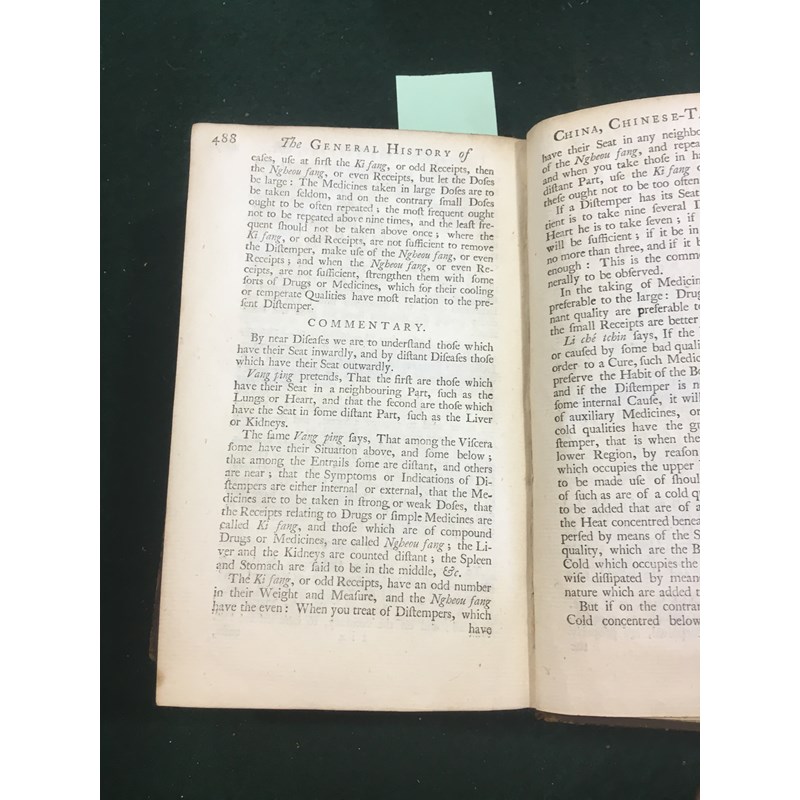 488 The GENERAL HISTORY of
eases, uſe at firſt the Ki fang, or odd Receipts, then
the Ngheou fang, or even Receipts, but let the Doſes
be large: The Medicines taken in large Doſes are to
be taken ſeldom, and on the contrary ſmall Doſes
ought to be often repeated; the moſt frequent ought
not to be repeated above nine times, and the leaſt fre-
quent ſhould not be taken above once; where the
Ki fang, or odd Receipts, are not ſufficient to remove
the Diſtemper, make uſe of the Ngheou fang, or even
Receipts; and when the Ngheou fang, or even Re-
ceipts, are not ſufficient, ſtrengthen them with ſome
ſorts of Drugs or Medicines, which for their cooling
or temperate Qualities have moſt relation to the pre-
ſent Diſtemper.
COMMENTARY.
By near Diſeaſes we are to underſtand thoſe which
have their Seat inwardly, and by diſtant Diſeaſes thoſe
which have their Seat outwardly.
Vang ping pretends, That the firſt are thoſe which
have their Seat in a neighbouring Part, ſuch as the
Lungs or Heart, and that the ſecond are thoſe which
have the Seat in ſome diſtant Part, ſuch as the Liver
or Kidneys.
The ſame Vang ping ſays, That among the Viſcera
ſome have their Situation above, and ſome below;
that among the Entrails ſome are diſtant, and others
are near; that the Symptoms or Indications of Di-
ſtempers are either internal or external, that the Me-
dicines are to be taken in ſtrong or weak Doſes, that
the Receipts relating to Drugs or ſimple Medicines are
called Ki fang, and thoſe which are of compound
Drugs or Medicines, are called Ngheou fang; the Li-
ver and the Kidneys are counted diſtant; the Spleen
and Stomach are ſaid to be in the middle, &c.
The Ki fang, or odd Receipts, have an odd number
in their Weight and Meaſure, and the Ngheou fang
have the even: When you treat of Diſtempers, which
have
CHINA, CHINESE-T
have their Seat in any neighbo
of the Ngheou fang, and repea
and when you take thoſe in ha
diſtant Part, uſe the Ki fang
theſe ought not to be too often
If a Diſtemper has its Seat
tient is to take nine ſeveral D
Heart he is to take ſeven; if
will be ſufficient; if it be in
no more than three, and if it b
enough: This is the comm
nerally to be obſerved.
In the taking of Medicin
preferable to the large: Drug
nant quality are preferable t
the ſmall Receipts are better
Li ché tchin ſays, If the
or cauſed by ſome bad quali
order to a Cure, ſuch Medic
preſerve the Habit of the Bo
and if the Diſtemper is n
ſome internal Cauſe, it wil
of auxiliary Medicines, or
cold qualities have the gr
ſtemper, that is when the
lower Region, by reaſon
which occupies the upper
to be made uſe of ſhoul
of ſuch as are of a cold q
to be added that are of a
the Heat concentred benea
perſed by means of the S
quality, which are the B
Cold which occupies the
wiſe diſſipated by mean
nature which are added t
But if on the contrar
Cold concentred below